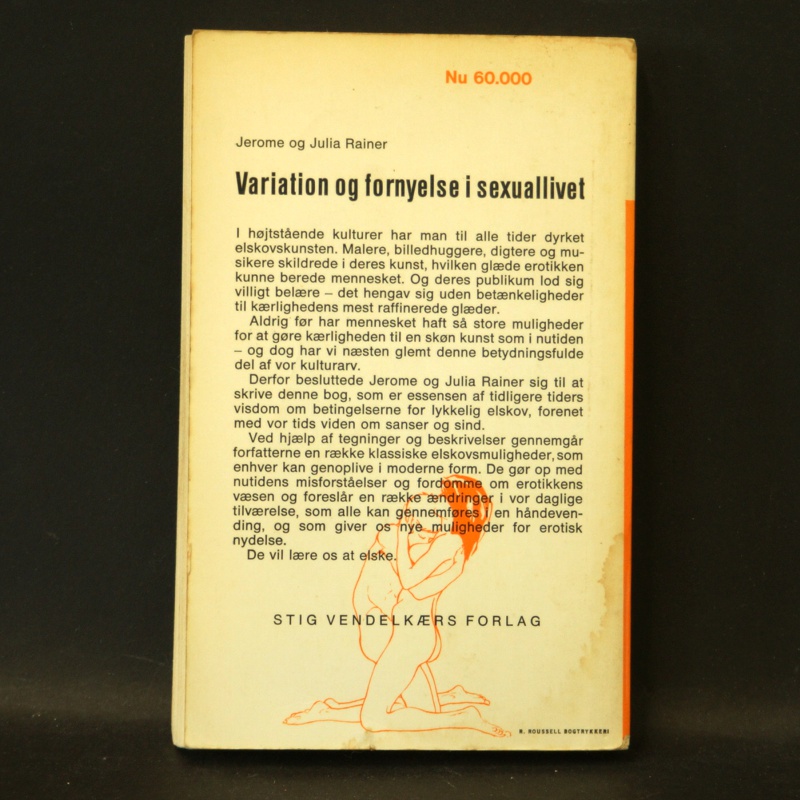 Nu 60.000
Jerome og Julia Rainer
Variation og fornyelse i sexuallivet
I højtstående kulturer har man til alle tider dyrket
elskovskunsten. Malere, billedhuggere, digtere og mu-
sikere skildrede i deres kunst, hvilken glæde erotikken
kunne berede mennesket. Og deres publikum lod sig
villigt belære – det hengav sig uden betænkeligheder
til kærlighedens mest raffinerede glæder.
Aldrig før har mennesket haft så store muligheder
for at gøre kærligheden til en skøn kunst som i nutiden
– og dog har vi næsten glemt denne betydningsfulde
del af vor kulturarv.
Derfor besluttede Jerome og Julia Rainer sig til at
skrive denne bog, som er essensen af tidligere tiders
visdom om betingelserne for lykkelig elskov, forenet
med vor tids viden om sanser og sind.
Ved hjælp af tegninger og beskrivelser gennemgår
forfatterne en række klassiske elskovsmuligheder, som
enhver kan genoplive i moderne form. De gør op med
nutidens misforståelser og fordomme om erotikkens
væsen og foreslår en række ændringer i vor daglige
tilværelse, som alle kan gennemføres i en håndeven-
ding, og som giver os nye muligheder for erotisk
nydelse.
De vil lære os at elske.
STIG VENDELKÆRS FORLAG
N. ROUSSELL BOGTRYKKERI